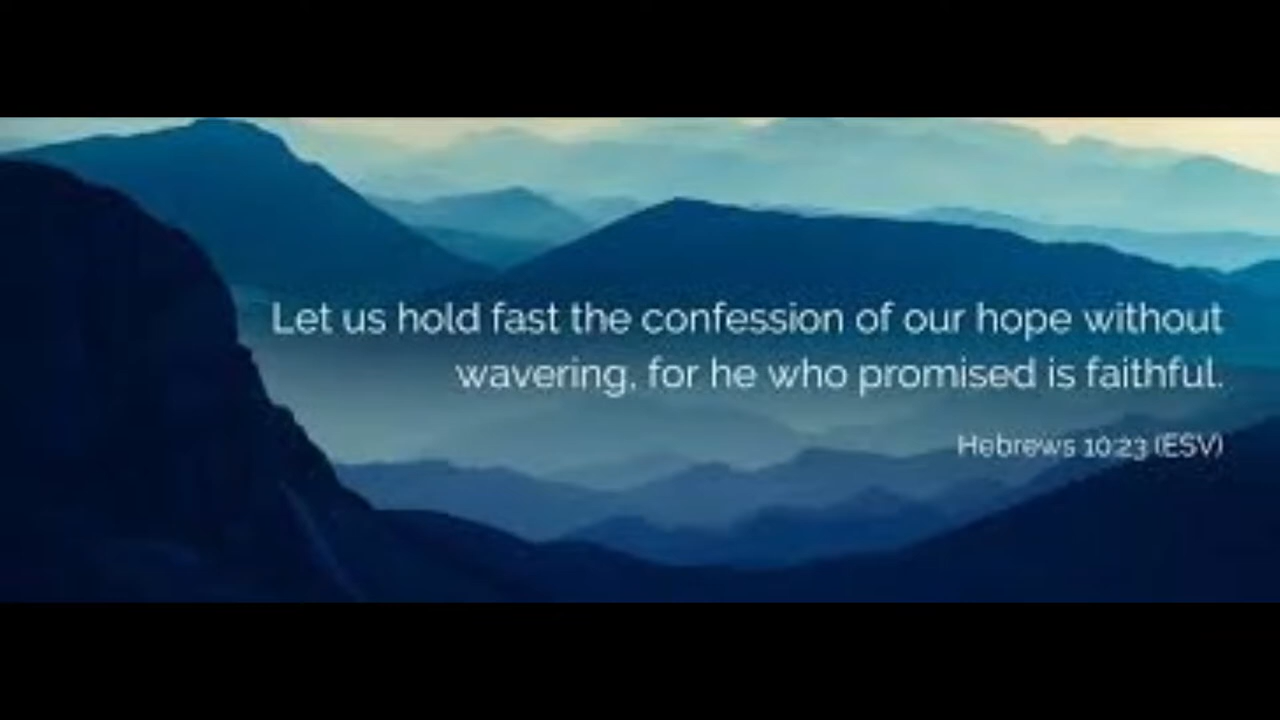 Let us hold fast the confession of our hope without
wavering, for he who promised is faithful.
Hebrews 10:23 (ESV)